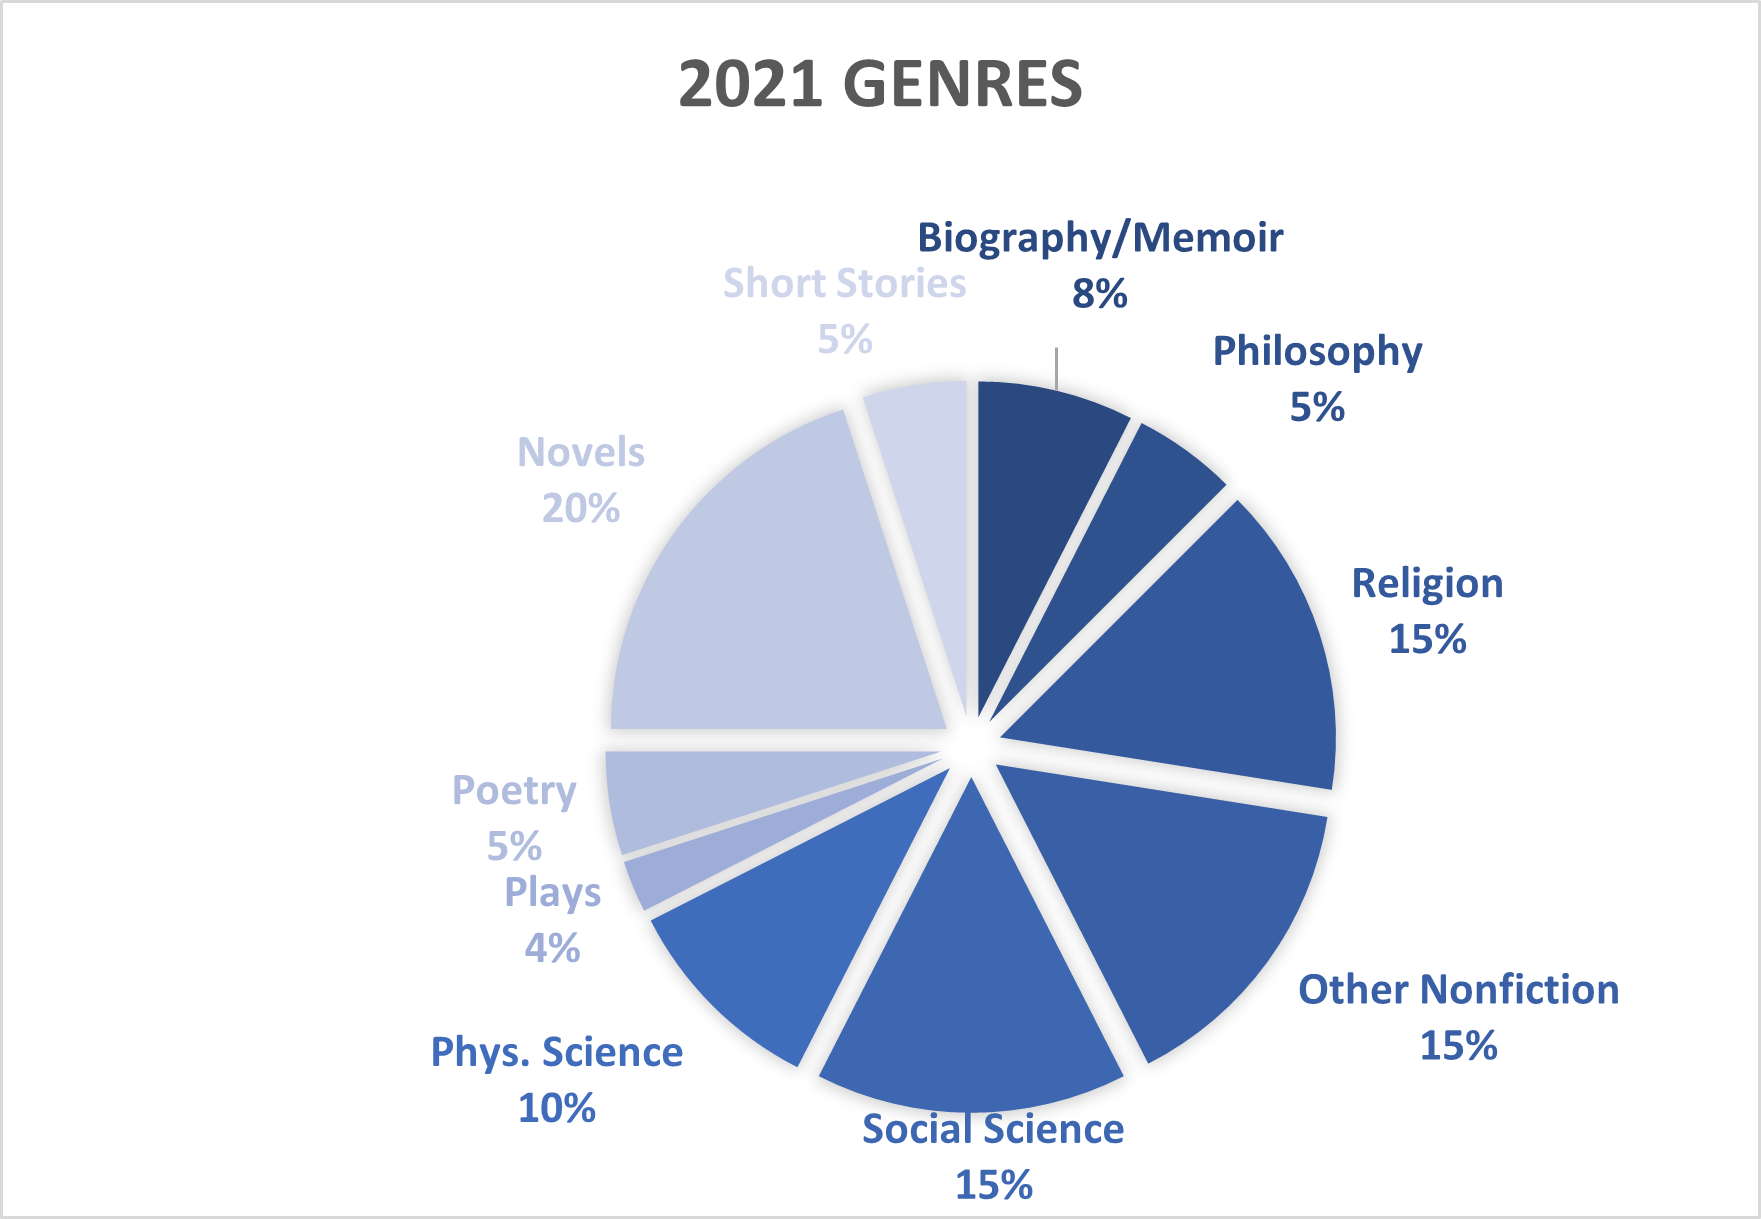 2021 GENRES
Biography/Memoir
8%
Philosophy
5%
Religion
15%
Other Nonfiction
15%
Social Science
15%
Phys. Science
10%
Plays
4%
Poetry
5%
Novels
20%
Short Stories
5%